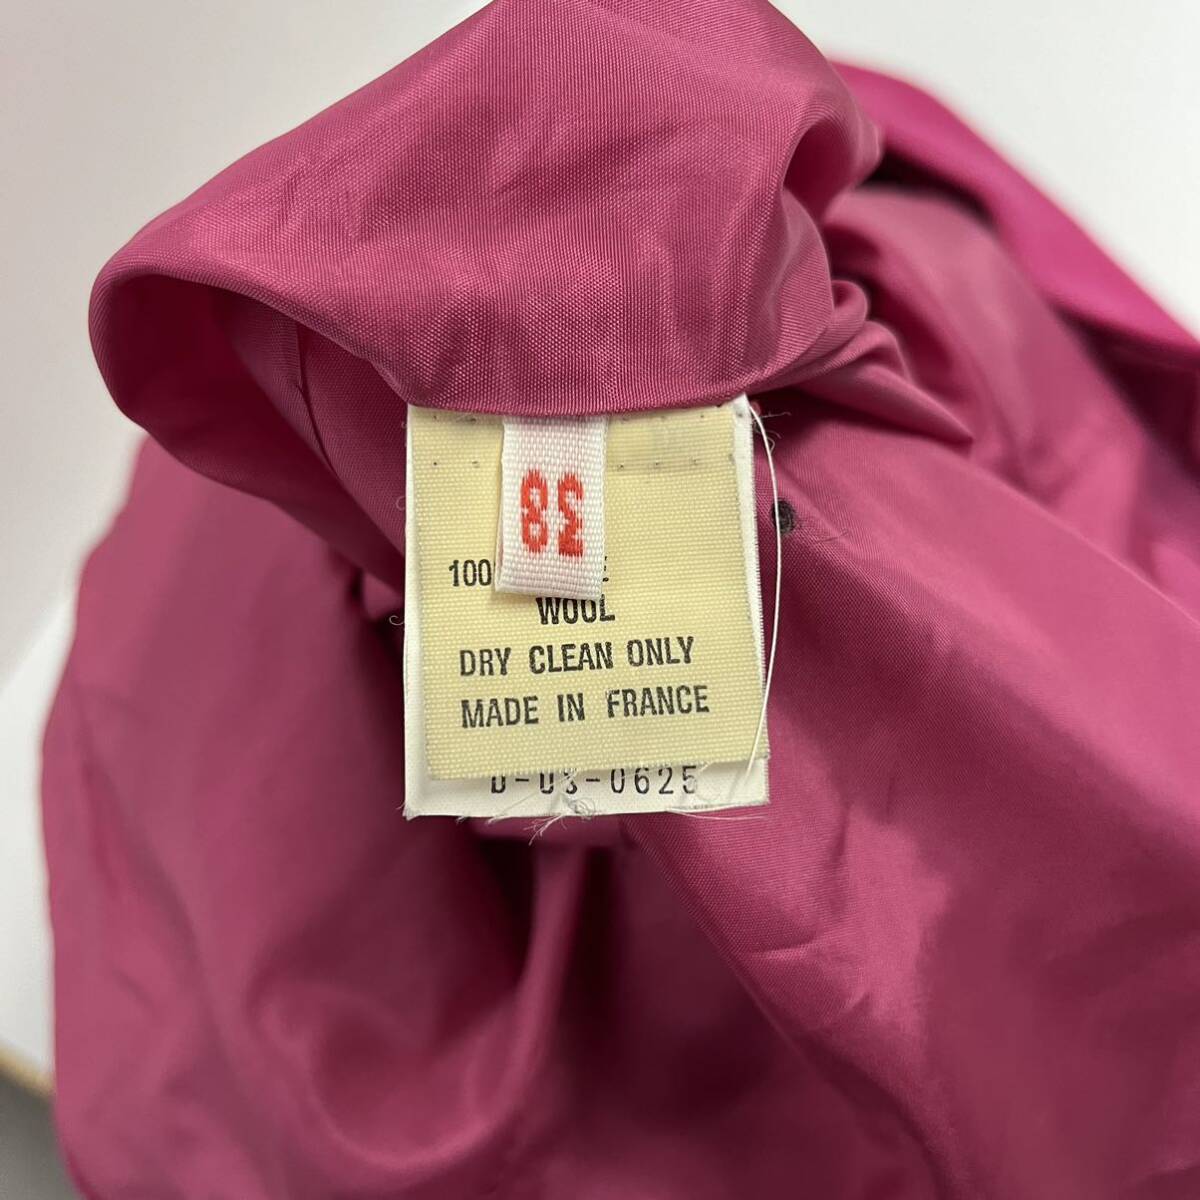 38
100
WOOL
DRY CLEAN ONLY
MADE IN FRANCE